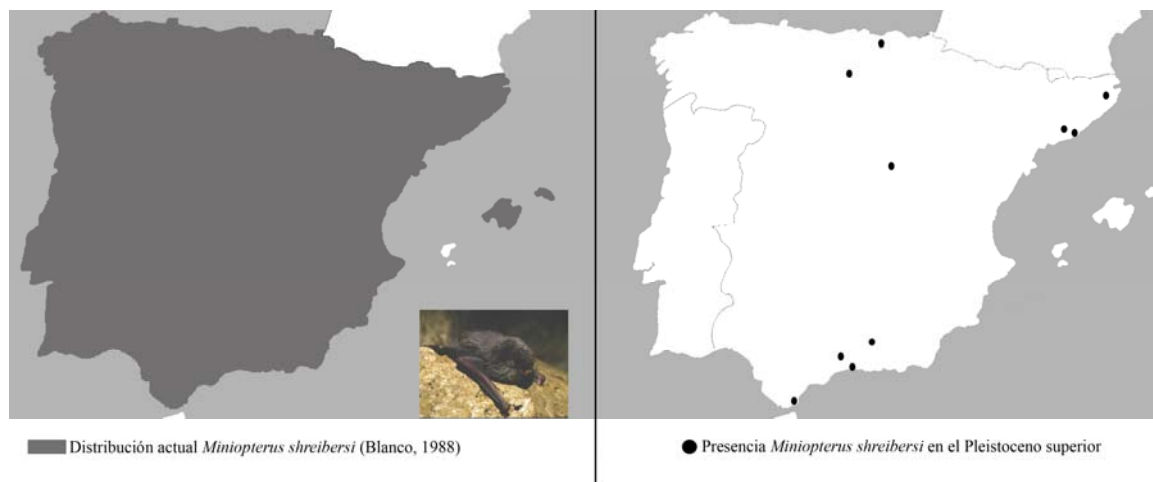 Distribución actual Miniopterus shreibersi (Blanco, 1988)
Presencia Miniopterus shreibersi en el Pleistoceno superior